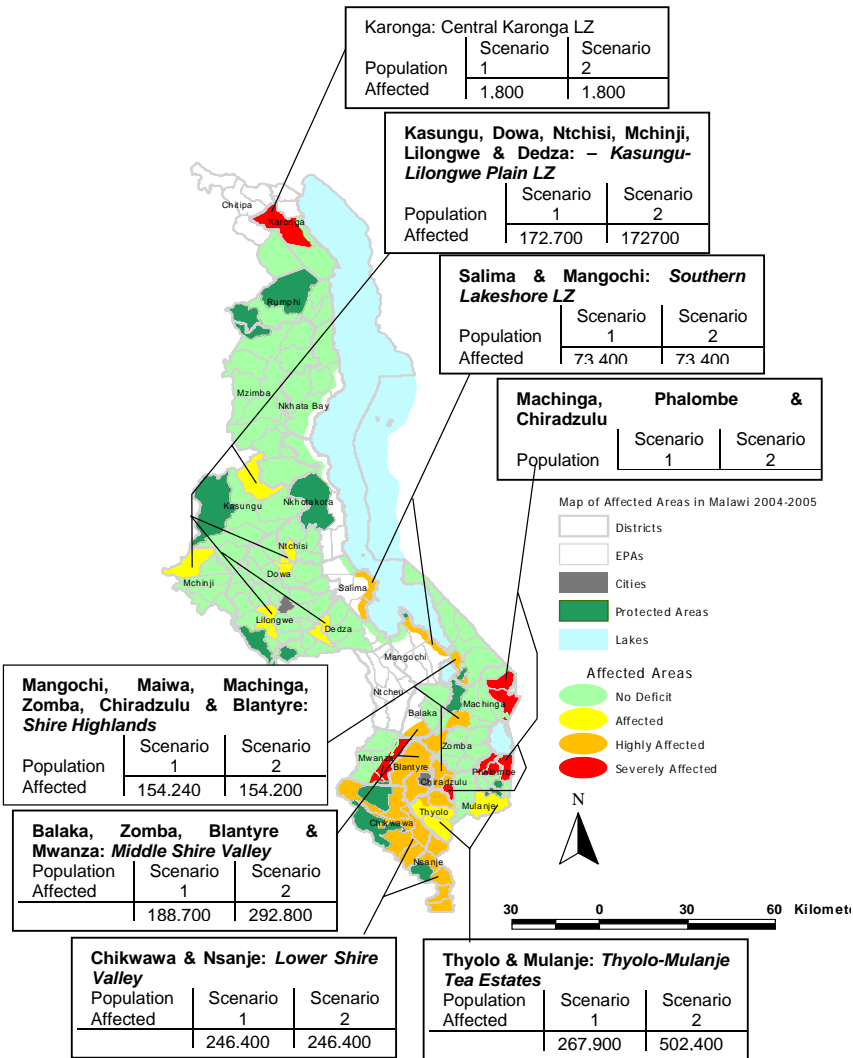 Karonga: Central Karonga LZ
Population Affected | Scenario 1 | Scenario 2
1,800 | 1,800
Kasungu, Dowa, Ntchisi, Mchinji,
Lilongwe & Dedza: – Kasungu-
Lilongwe Plain LZ
Population Affected | Scenario 1 | Scenario 2
172.700 | 172700
Salima & Mangochi: Southern
Lakeshore LZ
Population Affected | Scenario 1 | Scenario 2
73.400 | 73.400
Machinga, Phalombe &
Chiradzulu
Population | Scenario 1 | Scenario 2
Map of Affected Areas in Malawi 2004-2005
Districts
EPAs
Cities
Protected Areas
Lakes
Affected Areas
No Deficit
Affected
Highly Affected
Severely Affected
N
30 0 60 Kilomete
Chitipa
Karonga
Rumphi
Mzimba
Nkhata Bay
Kasungu
Nkhotakota
Ntchisi
Dowa
Mchinji
Salima
Lilongwe
Dedza
Mangochi
Ntcheu
Machinga
Balaka
Zomba
Mwanza
Blantyre
Phalombe
Chiradzulu
Mulanje
Thyolo
Chikwawa
Nsanje
Mangochi, Maiwa, Machinga,
Zomba, Chiradzulu & Blantyre:
Shire Highlands
Population Affected | Scenario 1 | Scenario 2
154.240 | 154.200
Balaka, Zomba, Blantyre &
Mwanza: Middle Shire Valley
Population Affected | Scenario 1 | Scenario 2
188.700 | 292.800
Chikwawa & Nsanje: Lower Shire
Valley
Population Affected | Scenario 1 | Scenario 2
246.400 | 246.400
Thyolo & Mulanje: Thyolo-Mulanje
Tea Estates
Population Affected | Scenario 1 | Scenario 2
267,900 | 502,400